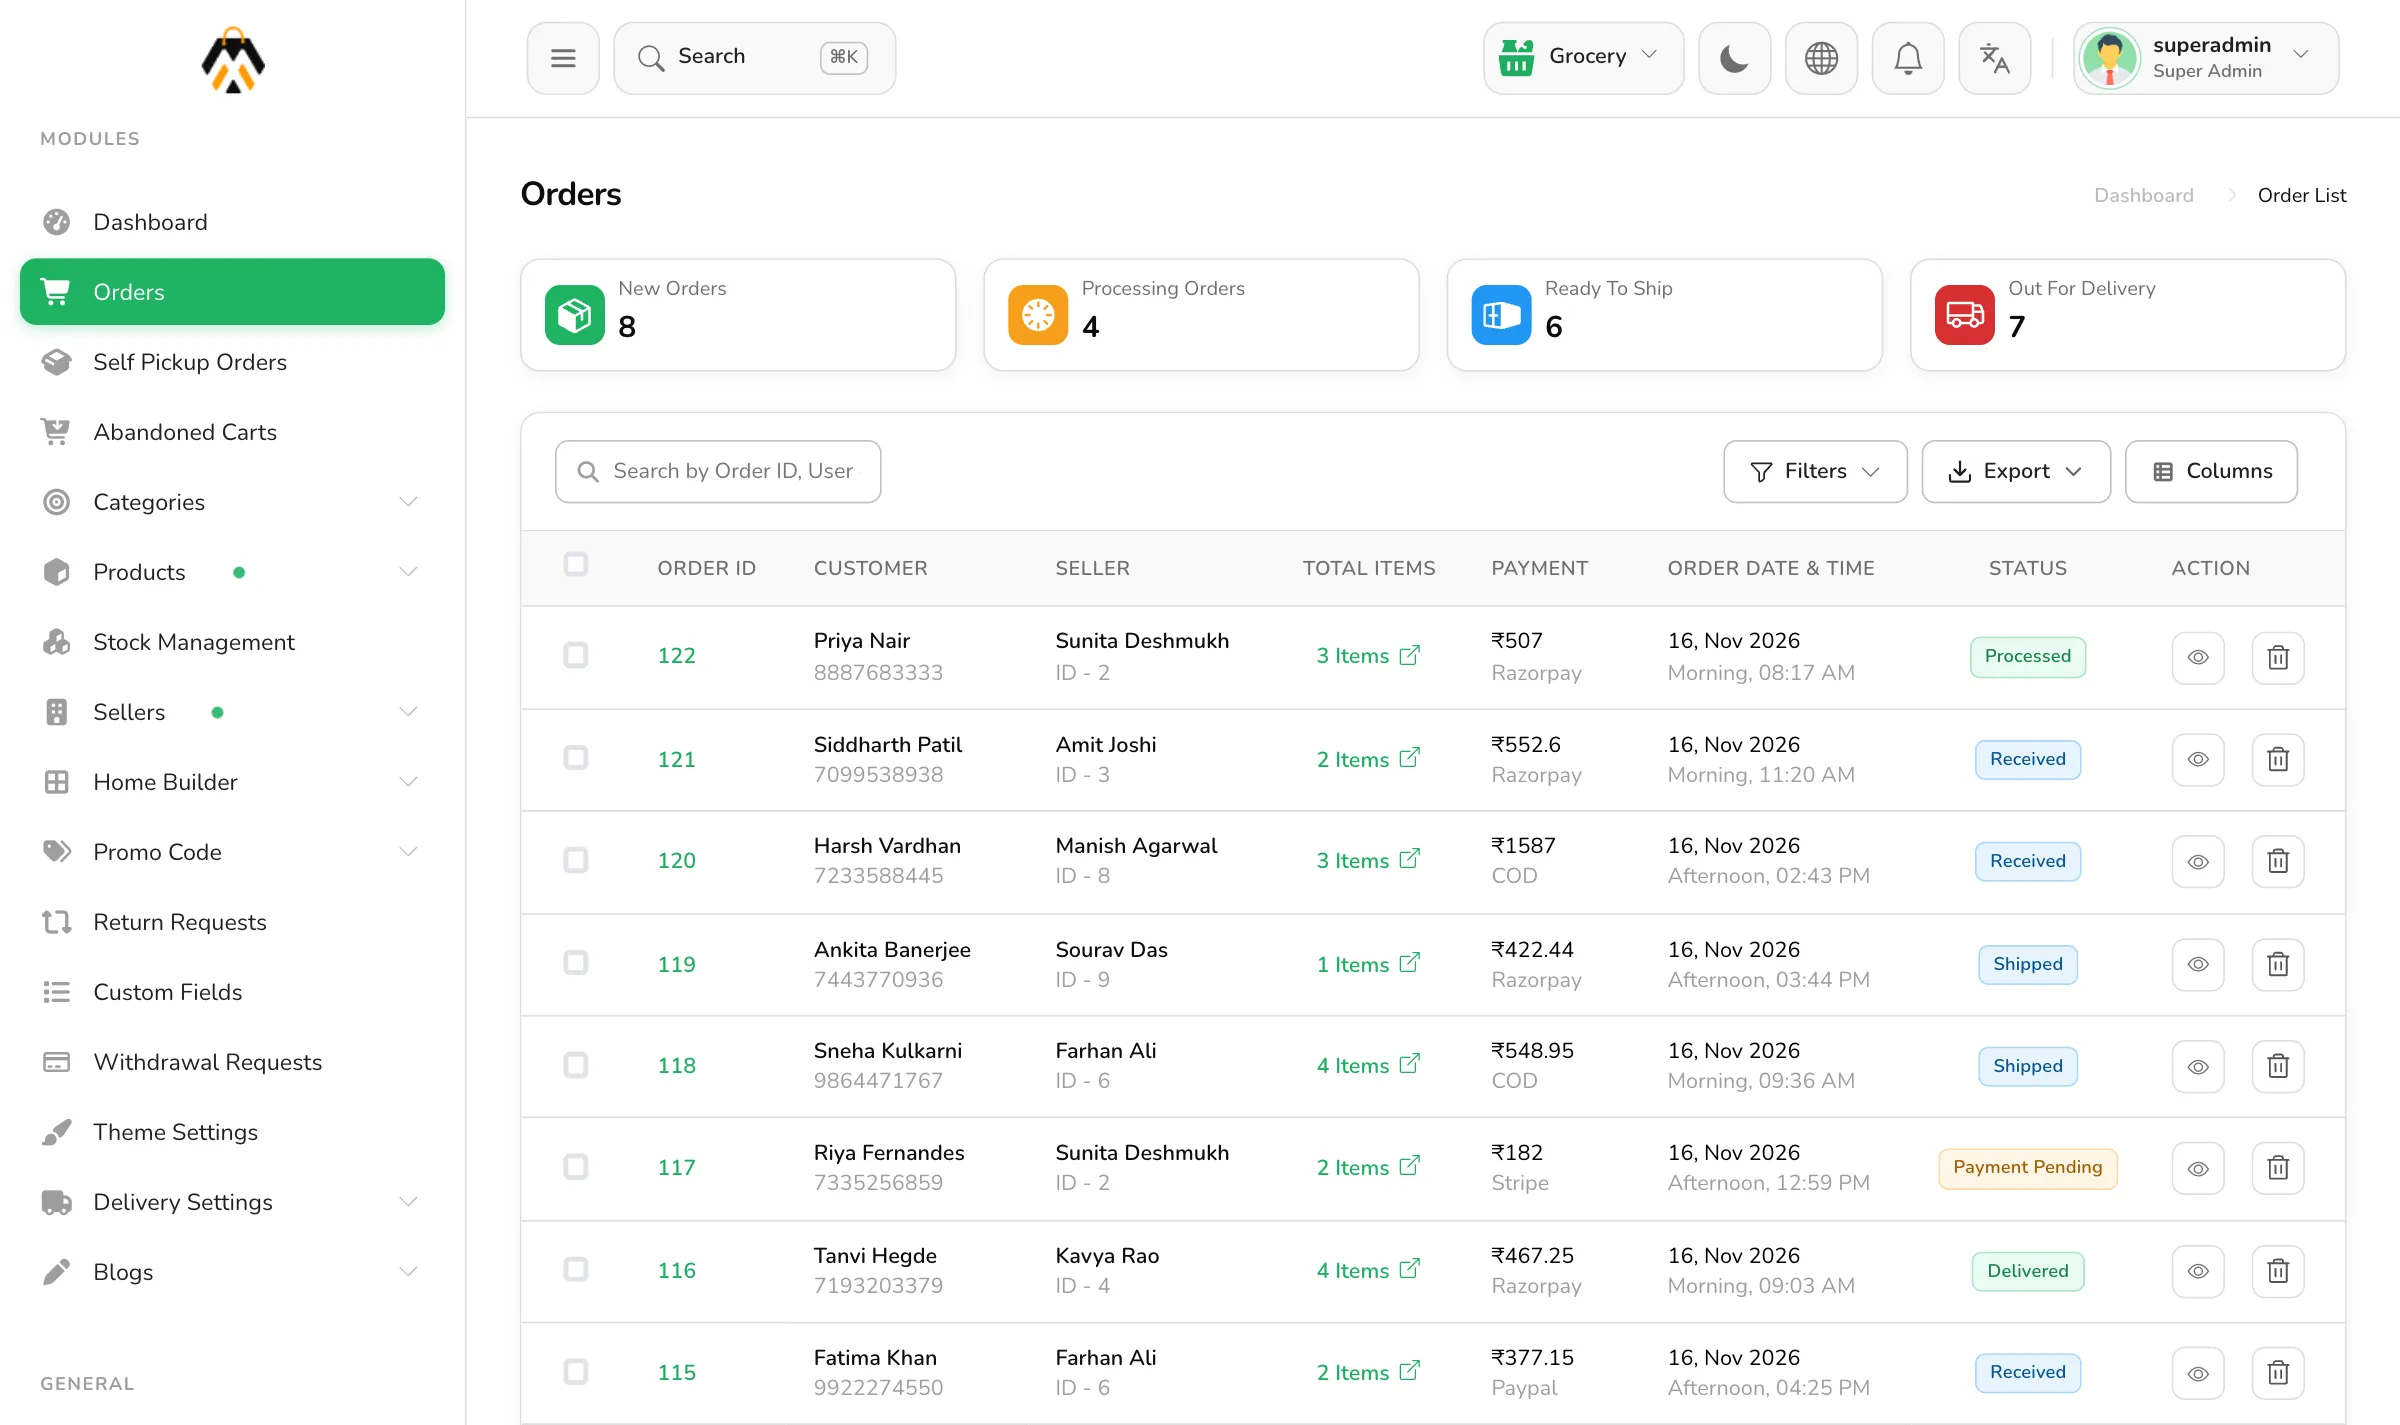 Search
⌘K
Grocery
superadmin
Super Admin
MODULES
Dashboard
Orders
Self Pickup Orders
Abandoned Carts
Categories
Products
Stock Management
Sellers
Home Builder
Promo Code
Return Requests
Custom Fields
Withdrawal Requests
Theme Settings
Delivery Settings
Blogs
GENERAL
Orders
Dashboard
Order List
New Orders
8
Processing Orders
4
Ready To Ship
6
Out For Delivery
7
Search by Order ID, User
Filters
Export
Columns
ORDER ID CUSTOMER SELLER TOTAL ITEMS PAYMENT ORDER DATE & TIME STATUS ACTION
122 Priya Nair Sunita Deshmukh 3 Items ₹507 16, Nov 2026 Processed
8887683333 ID - 2 Razorpay Morning, 08:17 AM
121 Siddharth Patil Amit Joshi 2 Items ₹552.6 16, Nov 2026 Received
7099538938 ID - 3 Razorpay Morning, 11:20 AM
120 Harsh Vardhan Manish Agarwal 3 Items ₹1587 16, Nov 2026 Received
7233588445 ID - 8 COD Afternoon, 02:43 PM
119 Ankita Banerjee Sourav Das 1 Items ₹422.44 16, Nov 2026 Shipped
7443770936 ID - 9 Razorpay Afternoon, 03:44 PM
118 Sneha Kulkarni Farhan Ali 4 Items ₹548.95 16, Nov 2026 Shipped
9864471767 ID - 6 COD Morning, 09:36 AM
117 Riya Fernandes Sunita Deshmukh 2 Items ₹182 16, Nov 2026 Payment Pending
7335256859 ID - 2 Stripe Afternoon, 12:59 PM
116 Tanvi Hegde Kavya Rao 4 Items ₹467.25 16, Nov 2026 Delivered
7193203379 ID - 4 Razorpay Morning, 09:03 AM
115 Fatima Khan Farhan Ali 2 Items ₹377.15 16, Nov 2026 Received
9922274550 ID - 6 Paypal Afternoon, 04:25 PM